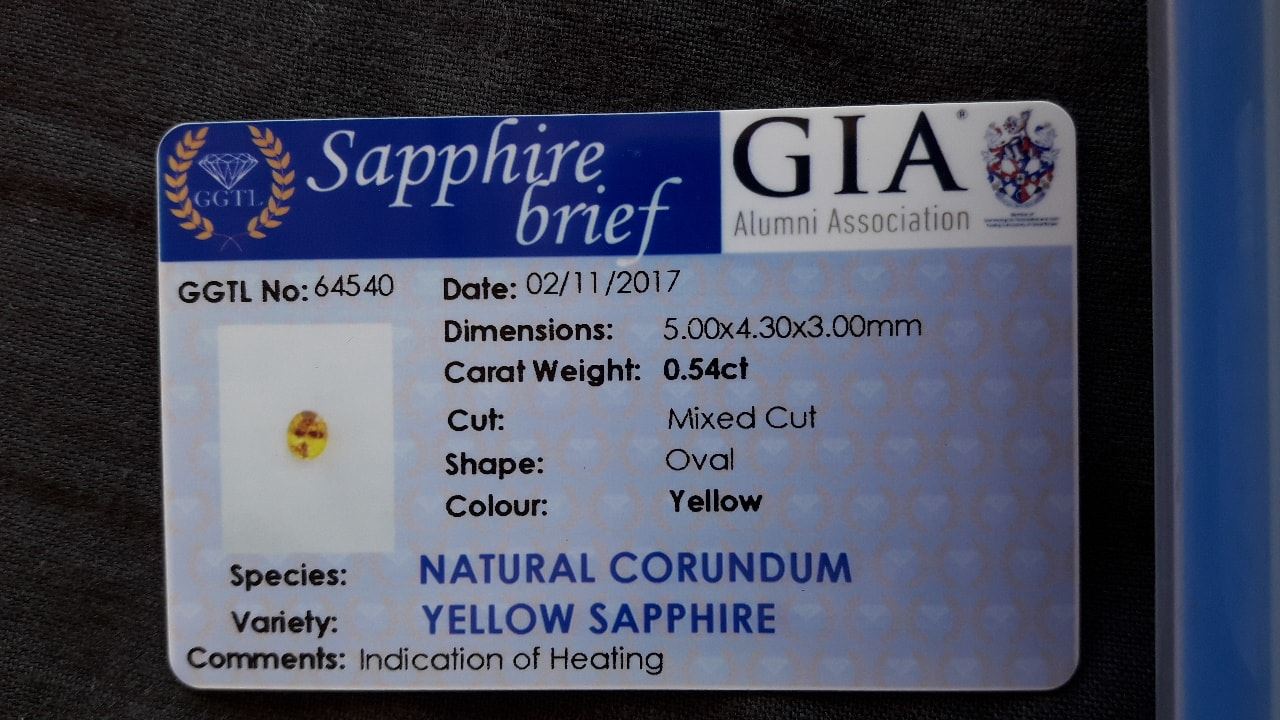 GGTL
Sapphire
brief
GIA®
Alumni Association
GGTL No: 64540
Date: 02/11/2017
Dimensions: 5.00x4.30x3.00mm
Carat Weight: 0.54ct
Cut: Mixed Cut
Shape: Oval
Colour: Yellow
Species: NATURAL CORUNDUM
Variety: YELLOW SAPPHIRE
Comments: Indication of Heating